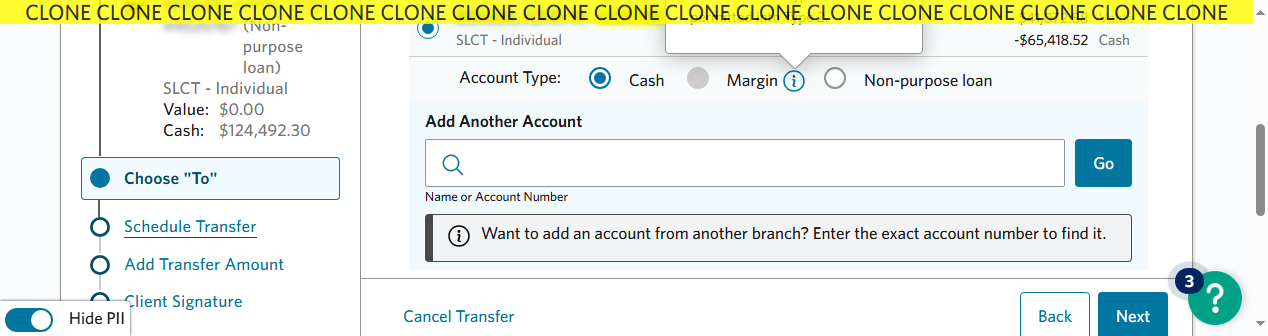 CLONE CLONE CLONE CLONE CLONE CLONE CLONE CLONE CLONE CLONE CLONE CLONE CLONE CLONE CLONE CLONE CLONE CLONE
(Non-
purpose
loan)
SLCT - Individual
Value: $0.00
Cash: $124,492.30
Choose "To"
Schedule Transfer
Add Transfer Amount
Client Signature
Hide PII
SLCT - Individual
-$65,418.52 Cash
Account Type: Cash Margin Non-purpose loan
Add Another Account
Go
Name or Account Number
Want to add an account from another branch? Enter the exact account number to find it.
Cancel Transfer
Back
Next
3
?